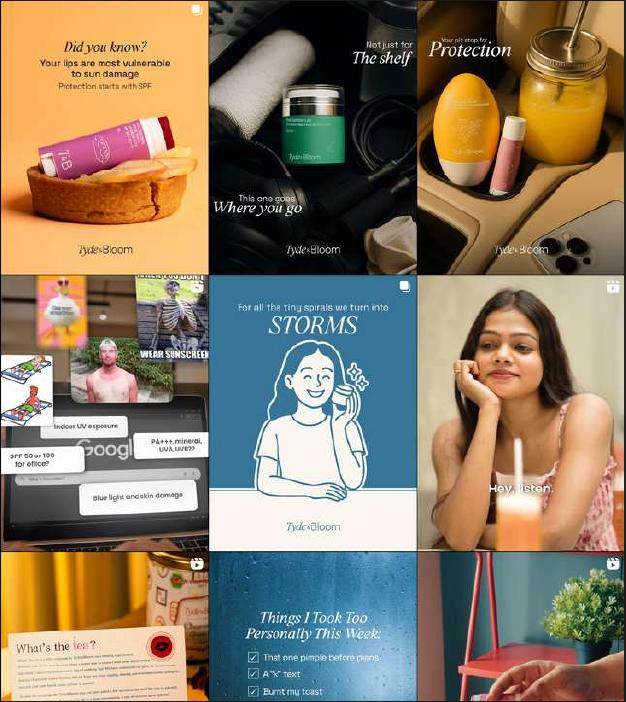 Did you know?
Your lips are most vulnerable
to sun damage
Protection starts with SPF
T&B
Tyde&Bloom
Not just for
The shelf
Tyde&Bloom
This one goes
Where you go
Tyde&Bloom
Your pit stop for
Protection
Tyde&Bloom
WEAR SUNSCREEN
Indoor UV exposure
Google
PA+++, mineral,
UVA, UVB??
SPF 50 or 100
for office?
Blue light and skin damage
For all the tiny spirals we turn into
STORMS
Tyde&Bloom
Hey, listen.
What's the tea?
Things I Took Too
Personally This Week:
That one pimple before plans
A "k" text
Burnt my toast